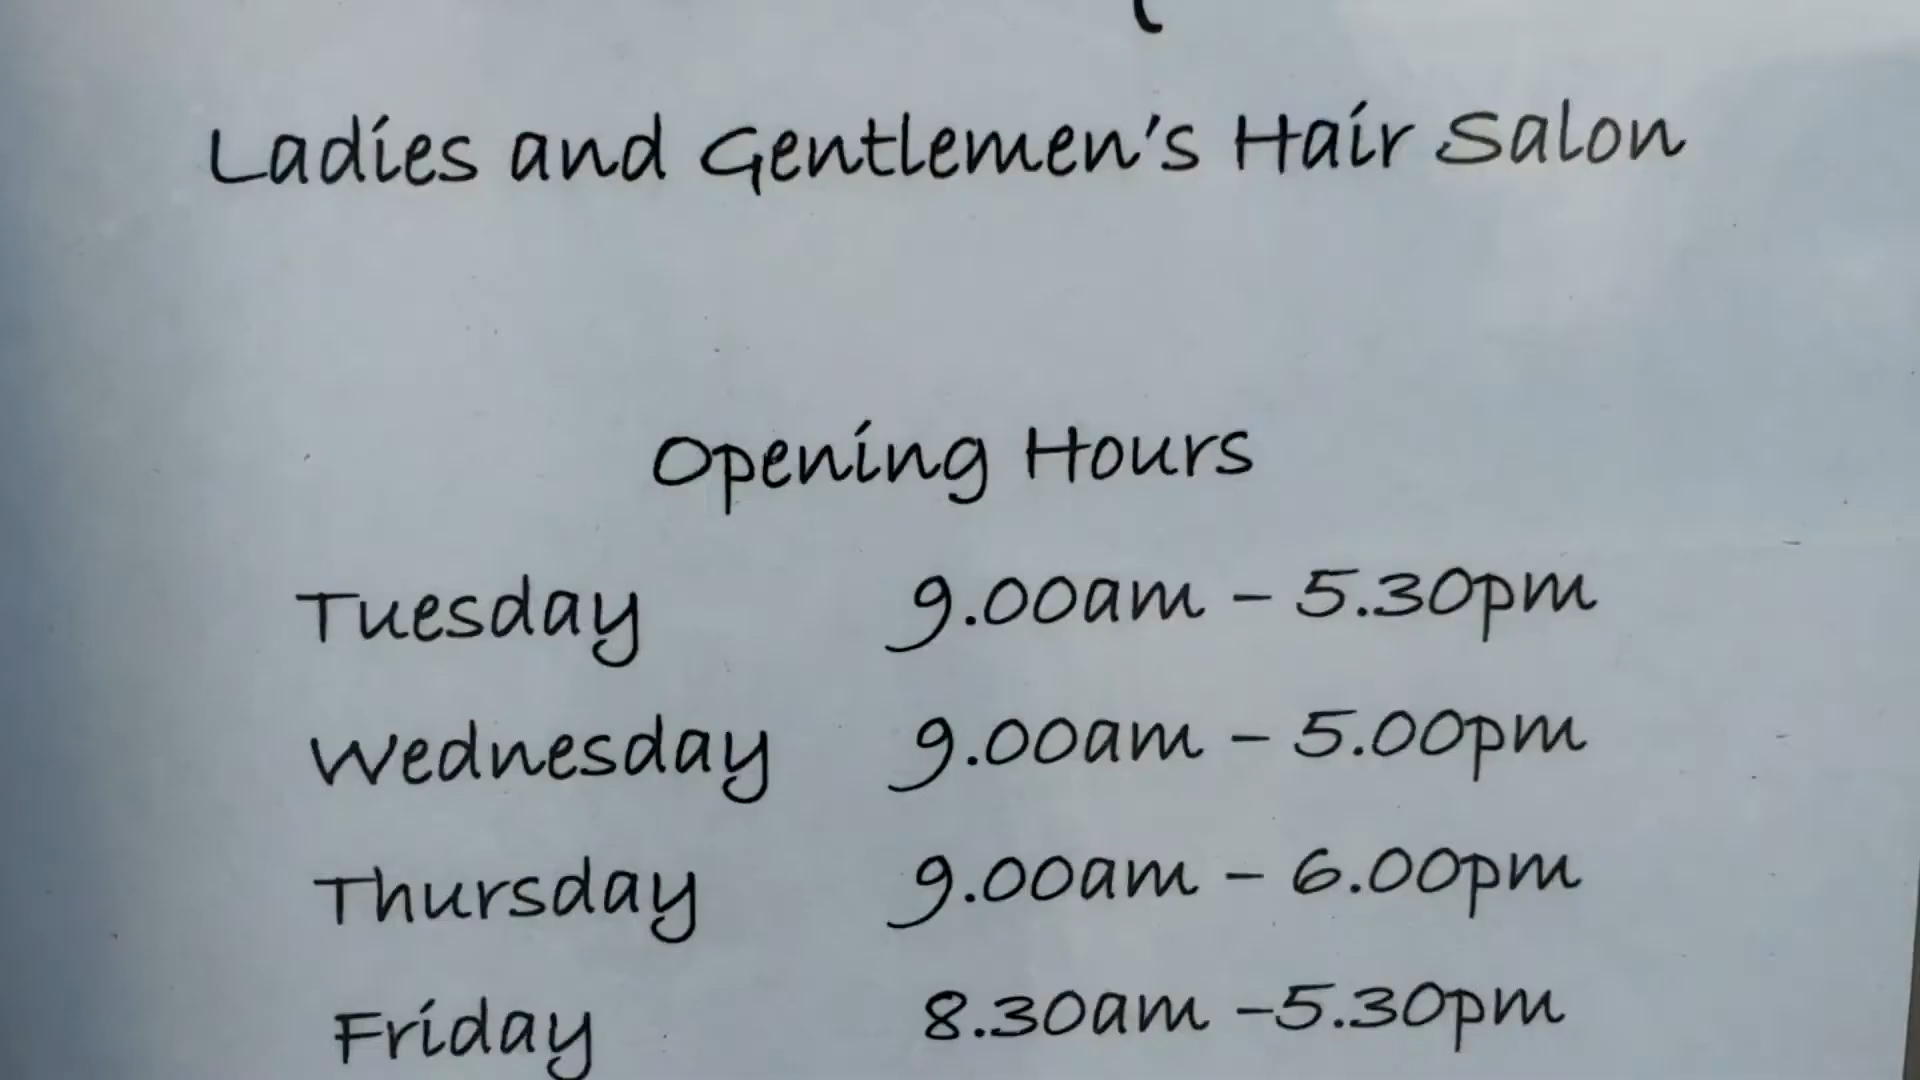 Ladies and Gentlemen's Hair Salon
Opening Hours
Tuesday 9.00am - 5.30pm
Wednesday 9.00am - 5.00pm
Thursday 9.00am - 6.00pm
Friday 8.30am -5.30pm